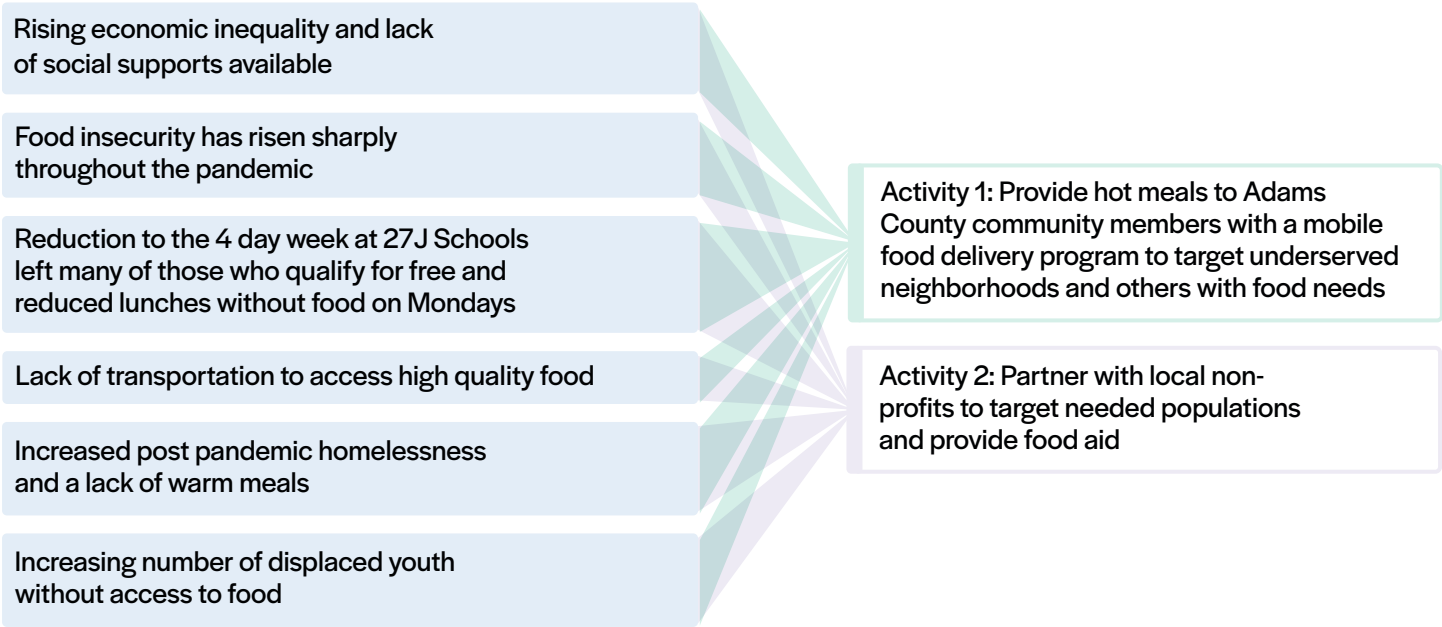 Rising economic inequality and lack
of social supports available
Food insecurity has risen sharply
throughout the pandemic
Reduction to the 4 day week at 27J Schools
left many of those who qualify for free and
reduced lunches without food on Mondays
Lack of transportation to access high quality food
Increased post pandemic homelessness
and a lack of warm meals
Increasing number of displaced youth
without access to food
Activity 1: Provide hot meals to Adams
County community members with a mobile
food delivery program to target underserved
neighborhoods and others with food needs
Activity 2: Partner with local non-
profits to target needed populations
and provide food aid